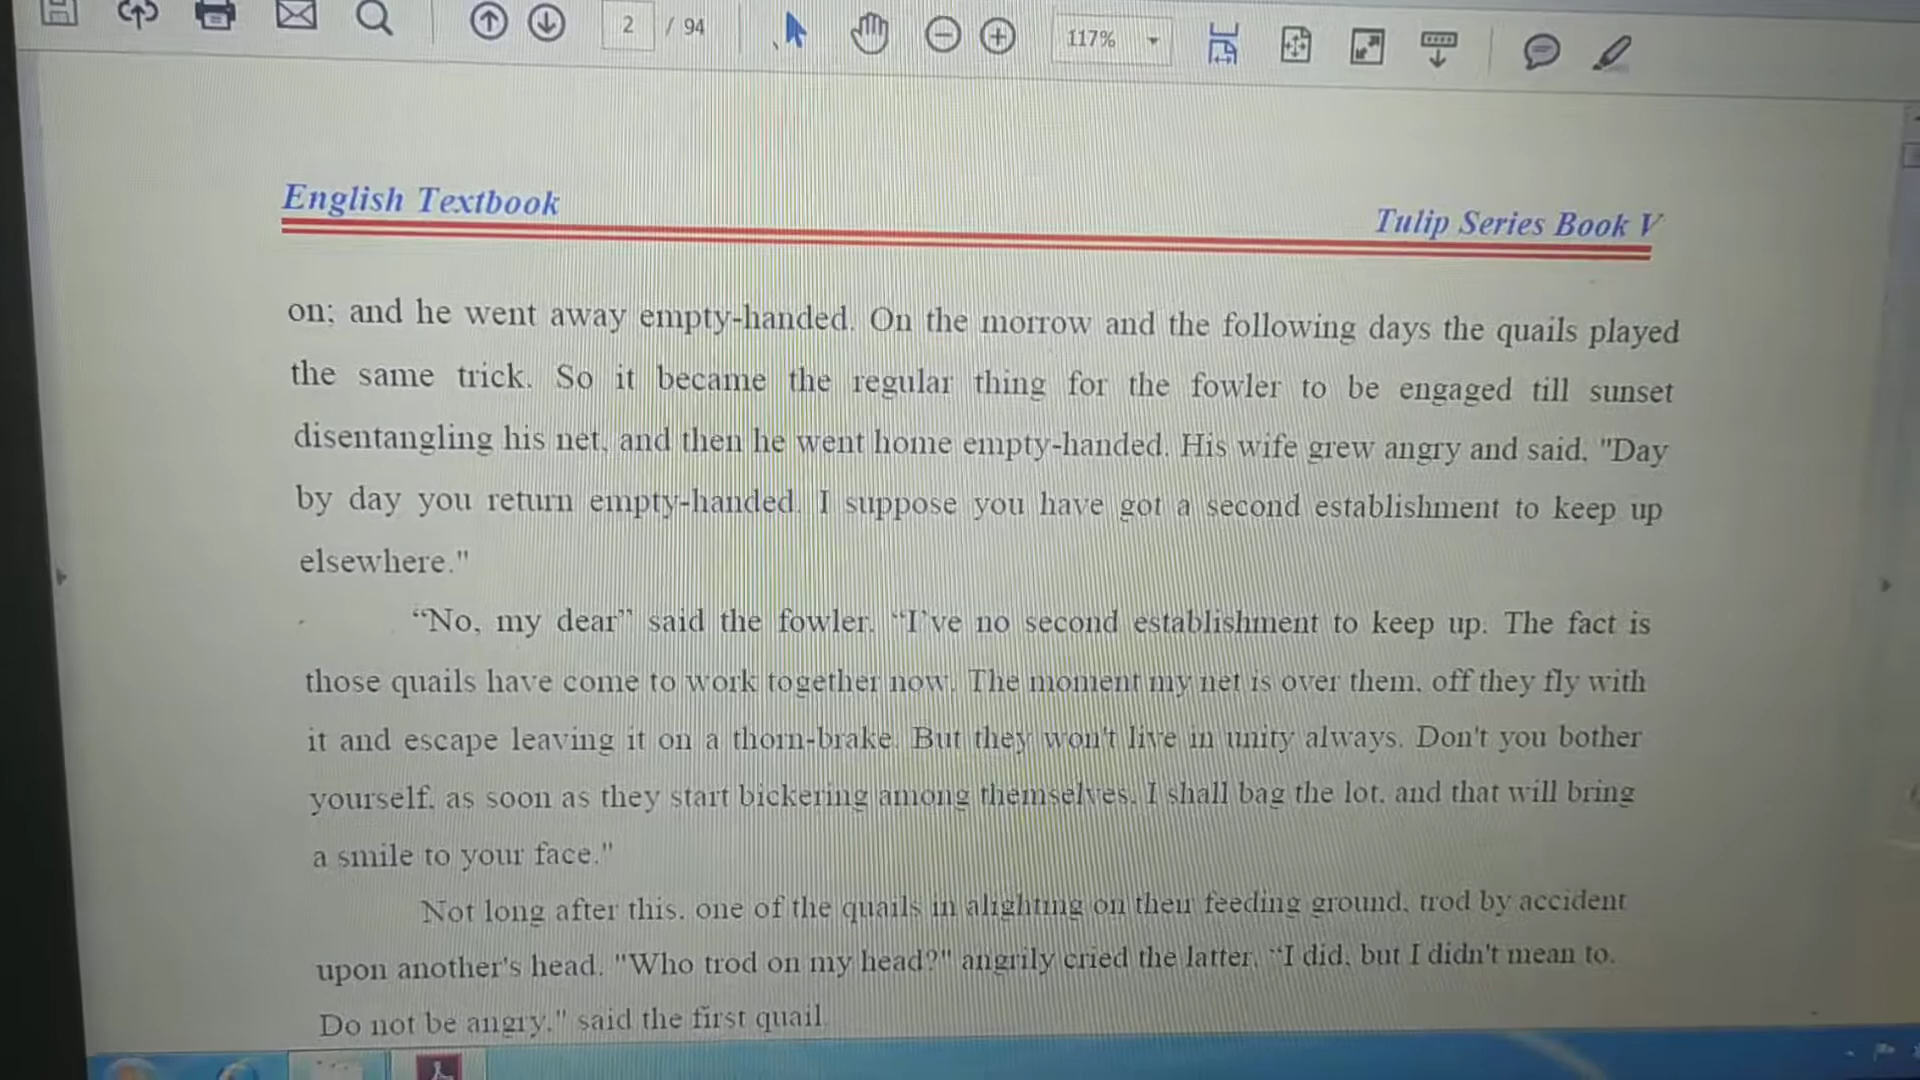 2 / 94
117%
English Textbook
Tulip Series Book V
on; and he went away empty-handed. On the morrow and the following days the quails played
the same trick. So it became the regular thing for the fowler to be engaged till sunset
disentangling his net, and then he went home empty-handed. His wife grew angry and said, "Day
by day you return empty-handed. I suppose you have got a second establishment to keep up
elsewhere."
“No, my dear” said the fowler. “I've no second establishment to keep up. The fact is
those quails have come to work together now. The moment my net is over them, off they fly with
it and escape leaving it on a thorn-brake. But they won't live in unity always. Don't you bother
yourself, as soon as they start bickering among themselves, I shall bag the lot, and that will bring
a smile to your face."
Not long after this, one of the quails in alighting on their feeding ground, trod by accident
upon another's head. "Who trod on my head?" angrily cried the latter. “I did, but I didn't mean to.
Do not be angry," said the first quail.